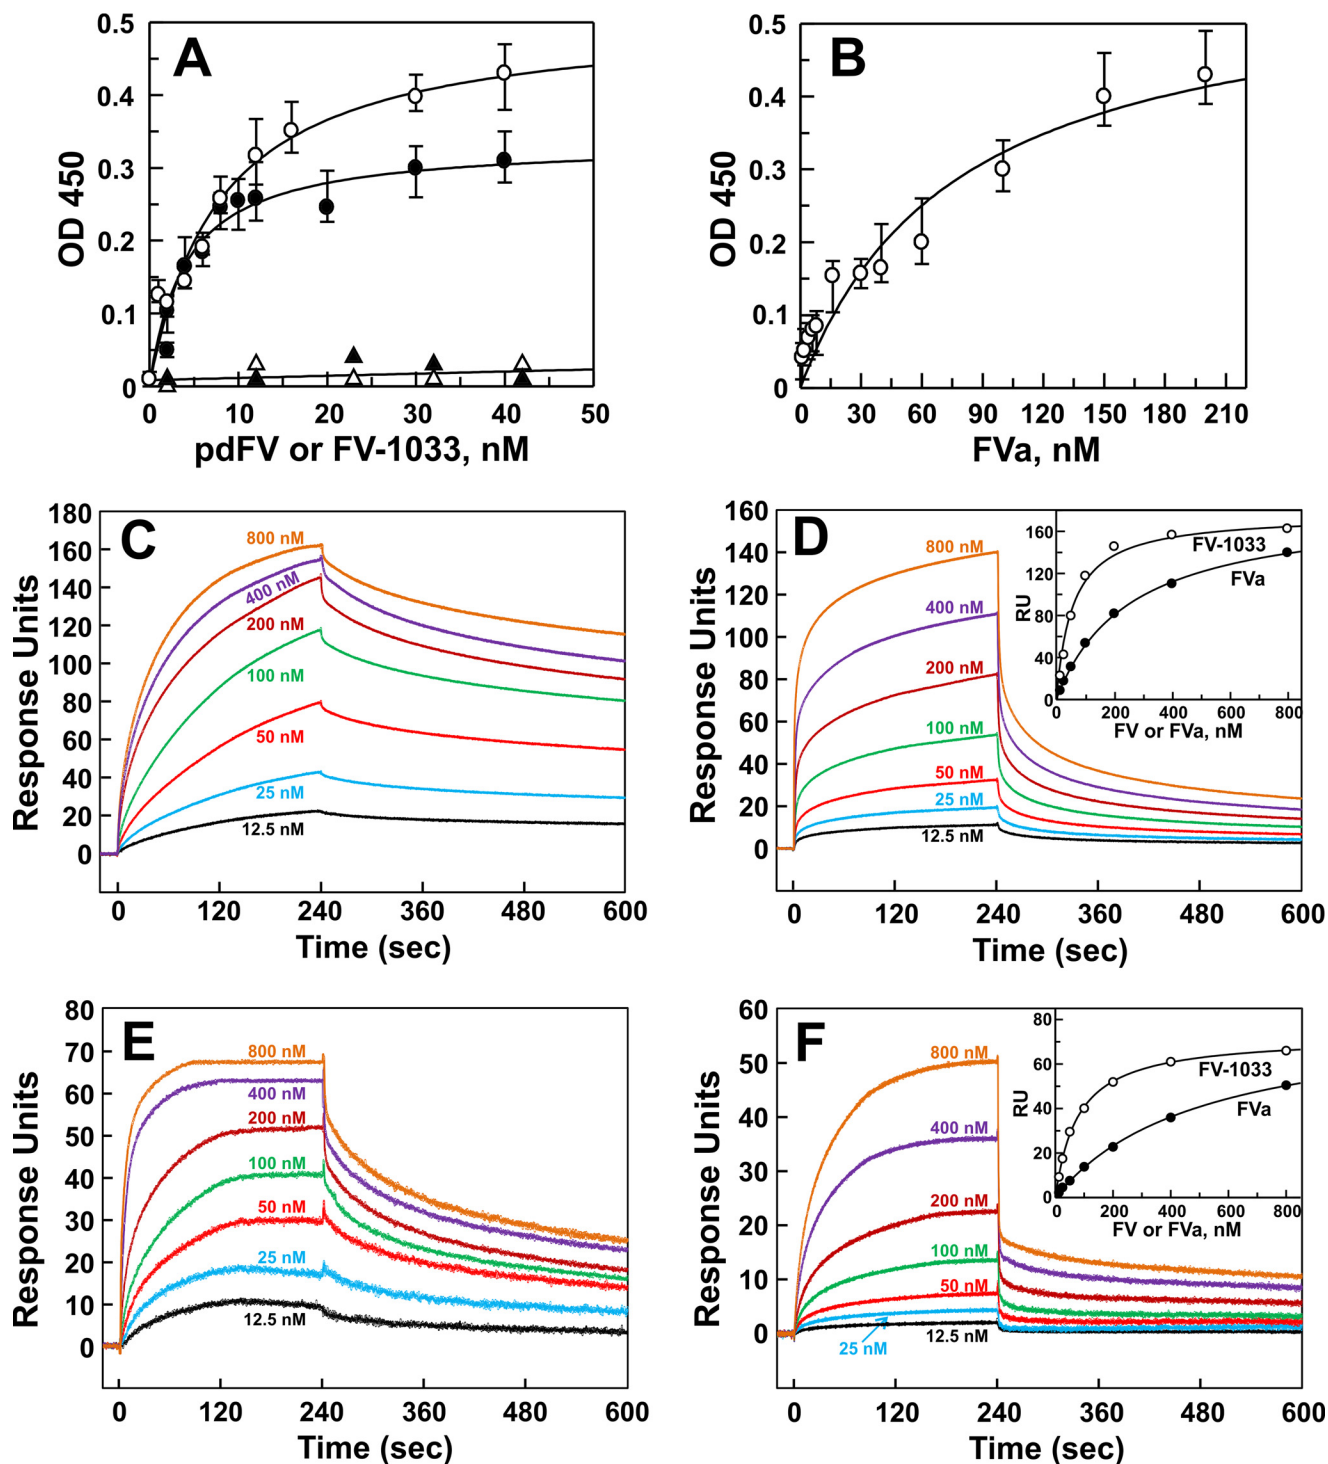 A
OD 450
0.5
0.4
0.3
0.2
0.1
0
0 10 20 30 40 50
pdFV or FV-1033, nM
B
OD 450
0.5
0.4
0.3
0.2
0.1
0
0 30 60 90 120 150 180 210
FVa, nM
C
Response Units
180
160
140
120
100
80
60
40
20
0
800 nM
400 nM
200 nM
100 nM
50 nM
25 nM
12.5 nM
0 120 240 360 480 600
Time (sec)
D
Response Units
160
140
120
100
80
60
40
20
0
800 nM
400 nM
200 nM
100 nM
50 nM
25 nM
12.5 nM
0 120 240 360 480 600
Time (sec)
RU
160
120
80
40
0
FV-1033
FVa
0 200 400 600 800
FV or FVa, nM
E
Response Units
80
70
60
50
40
30
20
10
0
800 nM
400 nM
200 nM
100 nM
50 nM
25 nM
12.5 nM
0 120 240 360 480 600
Time (sec)
F
Response Units
60
50
40
30
20
10
0
800 nM
400 nM
200 nM
100 nM
50 nM
25 nM
12.5 nM
0 120 240 360 480 600
Time (sec)
RU
80
60
40
20
0
FV-1033
FVa
0 200 400 600 800
FV or FVa, nM